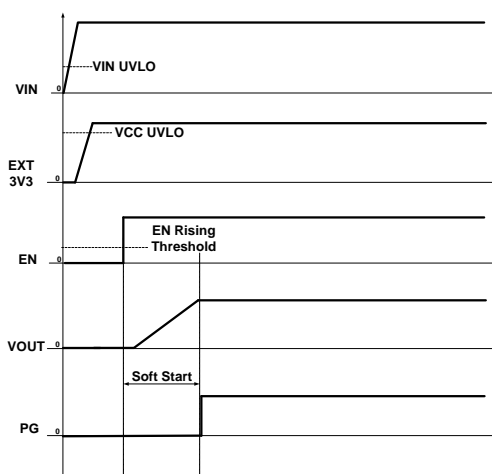 VIN UVLO
VIN
0
VCC UVLO
EXT
3V3
0
EN Rising
Threshold
EN
0
VOUT
0
Soft Start
PG
0